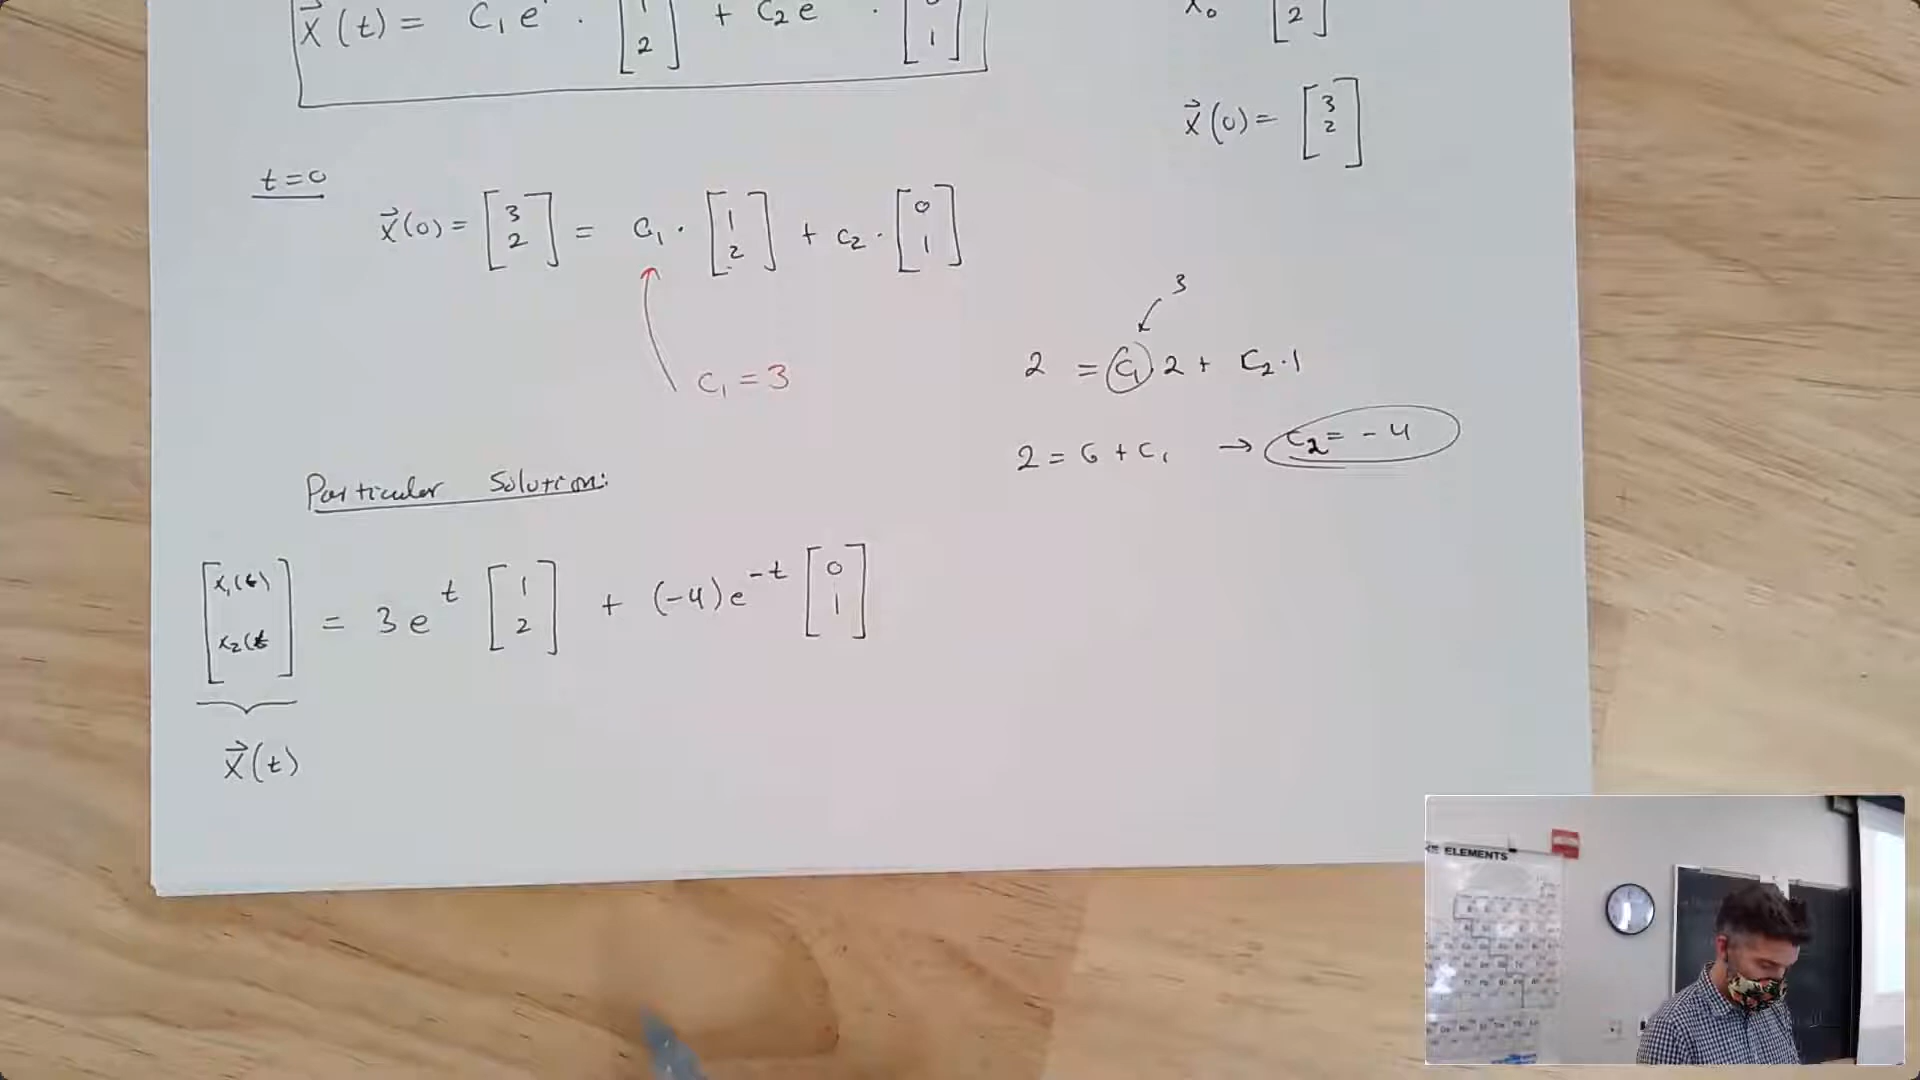 x⃗(t) = C₁e · [1 2] + C₂e · [0 1]
x₀ [2]
x⃗(0) = [3 2]
t=0
x⃗(0) = [3 2] = c₁ · [1 2] + c₂ · [0 1]
3
c₁ = 3
2 = c₁ 2 + c₂·1
2 = 6 + c₁ → c₂ = -4
Particular Solution:
[x₁(t) x₂(t] = 3e^t [1 2] + (-4)e^-t [0 1]
x⃗(t)
ELEMENTS